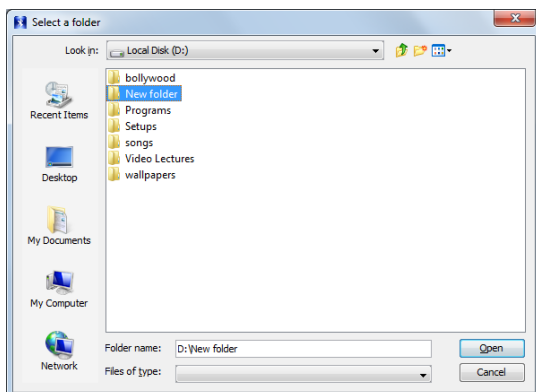 Select a folder
Look in: Local Disk (D:)
Recent Items
Desktop
My Documents
My Computer
Network
bollywood
New folder
Programs
Setups
songs
Video Lectures
wallpapers
Folder name: D:\New folder Open
Files of type: Cancel